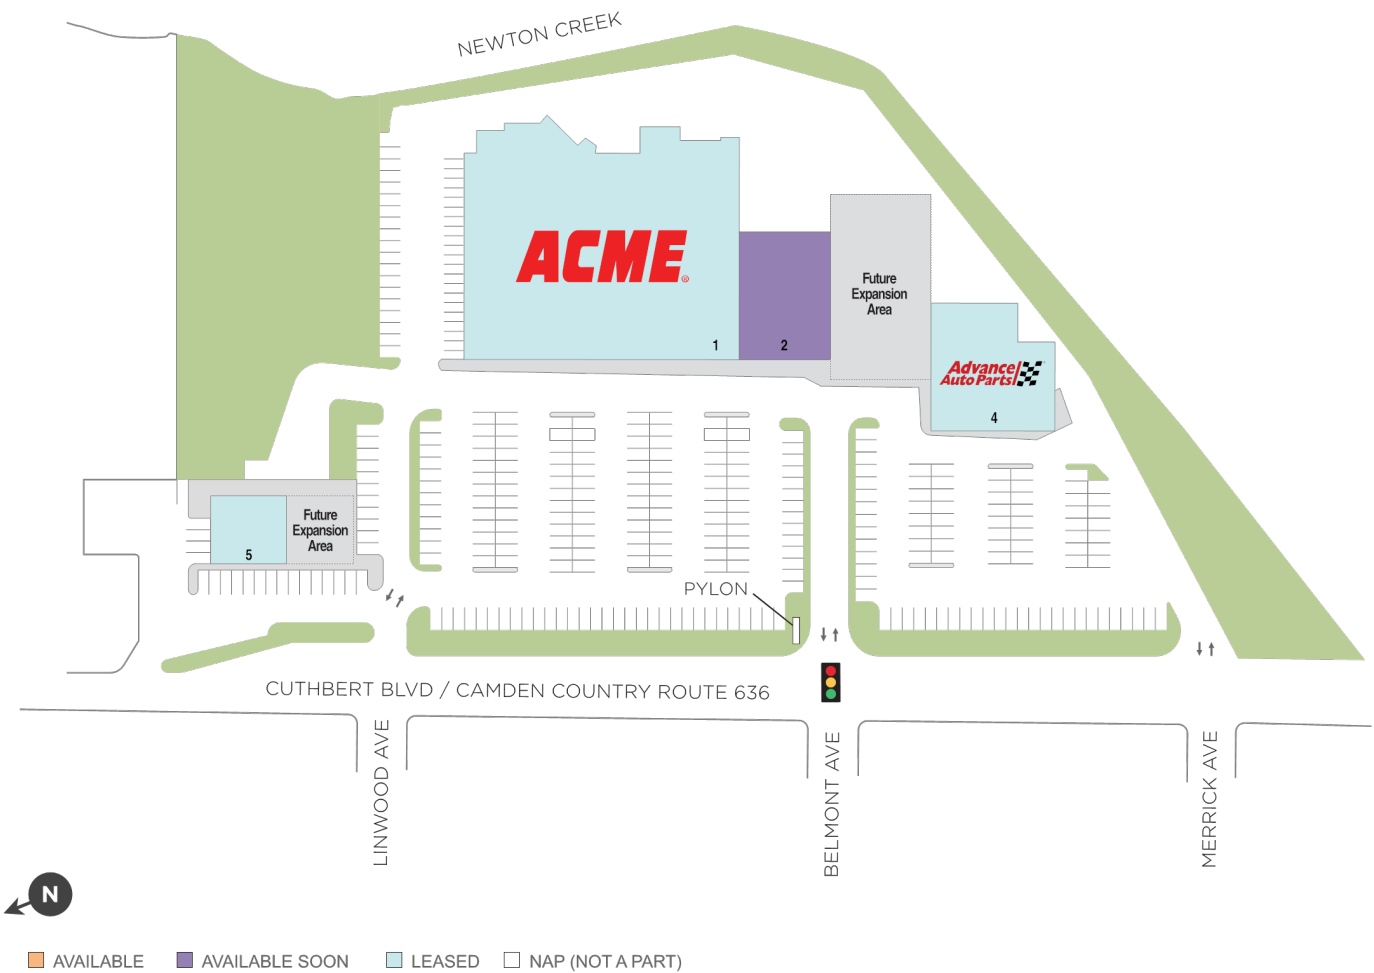 NEWTON CREEK
ACME®
1
2
Future
Expansion
Area
Advance
Auto Parts
4
5
Future
Expansion
Area
PYLON
CUTHBERT BLVD / CAMDEN COUNTRY ROUTE 636
LINWOOD AVE
BELMONT AVE
MERRICK AVE
N
AVAILABLE
AVAILABLE SOON
LEASED
NAP (NOT A PART)